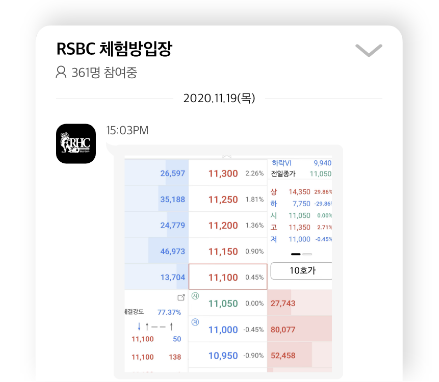 RSBC 체험방입장
361명 참여중
2020.11.19(목)
RHC
15:03PM
26,597 11,300 -2.26% 하락VI 9,940
전일종가 11,050
35,188 11,250 1.81% 상 14,350 29.86%
하 7,750 -29.86%
24,779 11,200 1.36% 시 11,050 0.00%
고 11,350 2.71%
46,973 11,150 0.90% 저 11,000 -0.45%
13,704 11,100 0.45% 10호가
시 11,050 0.00% 27,743
체결강도 77.37%
↓ ↑ – – ↑ 저 11,000 -0.45% 80,077
11,100 50
11,100 138 10,950 -0.90% 52,458